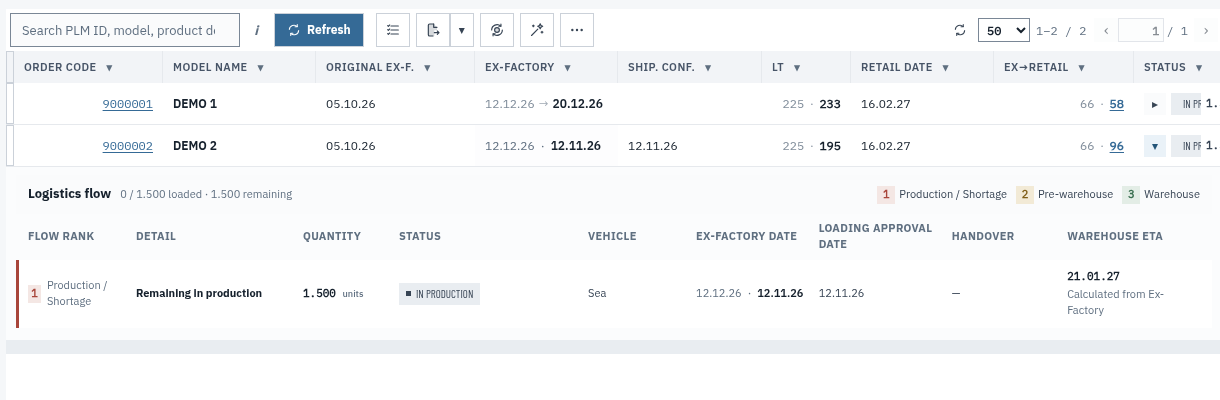 Search PLM ID, model, product de i Refresh ▼ ··· 50 1–2 / 2 ‹ 1 / 1 ›
ORDER CODE ▼ MODEL NAME ▼ ORIGINAL EX-F. ▼ EX-FACTORY ▼ SHIP. CONF. ▼ LT ▼ RETAIL DATE ▼ EX→RETAIL ▼ STATUS ▼
9000001 DEMO 1 05.10.26 12.12.26 → 20.12.26 225 · 233 16.02.27 66 · 58 ▶ IN PR 1.
9000002 DEMO 2 05.10.26 12.12.26 · 12.11.26 12.11.26 225 · 195 16.02.27 66 · 96 ▼ IN PR 1.
Logistics flow 0 / 1.500 loaded · 1.500 remaining 1 Production / Shortage 2 Pre-warehouse 3 Warehouse
FLOW RANK DETAIL QUANTITY STATUS VEHICLE EX-FACTORY DATE LOADING APPROVAL DATE HANDOVER WAREHOUSE ETA
1 Production / Shortage Remaining in production 1.500 units ■ IN PRODUCTION Sea 12.12.26 · 12.11.26 12.11.26 — 21.01.27
Calculated from Ex-
Factory